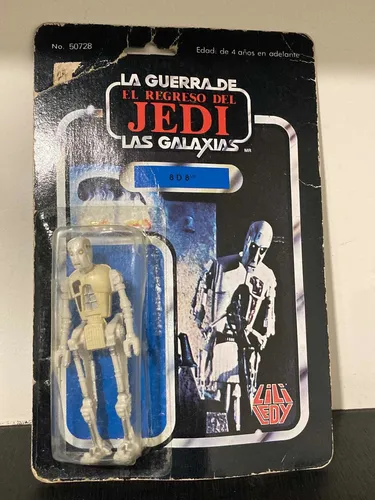 No. 50728
Edad: de 4 años en adelante
LA GUERRA DE
EL REGRESO DEL
JEDI
LAS GALAXIAS
8D8™
LiLi
LEDY